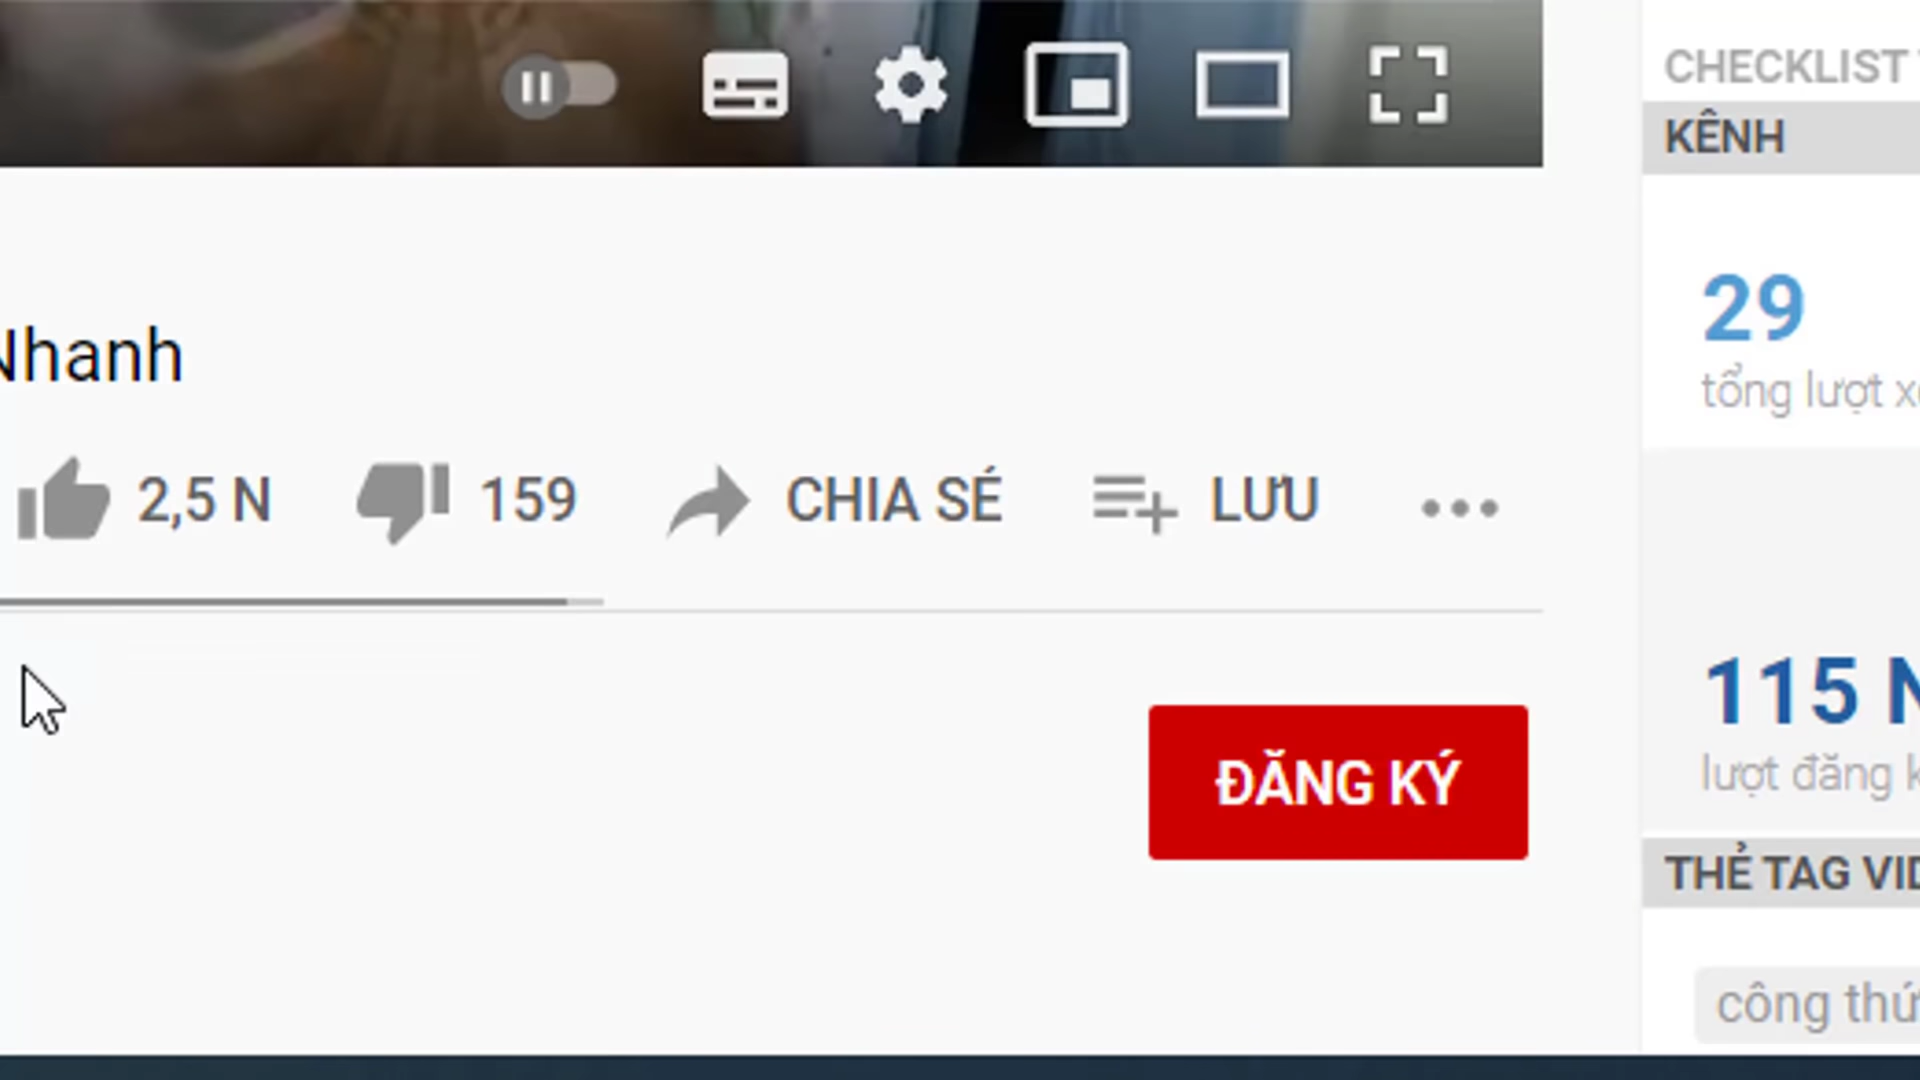 CHECKLIST
KÊNH
29
tổng lượt
Nhanh
2,5 N
159
CHIA SẺ
LƯU
115 N
lượt đăng
ĐĂNG KÝ
THẺ TAG
công